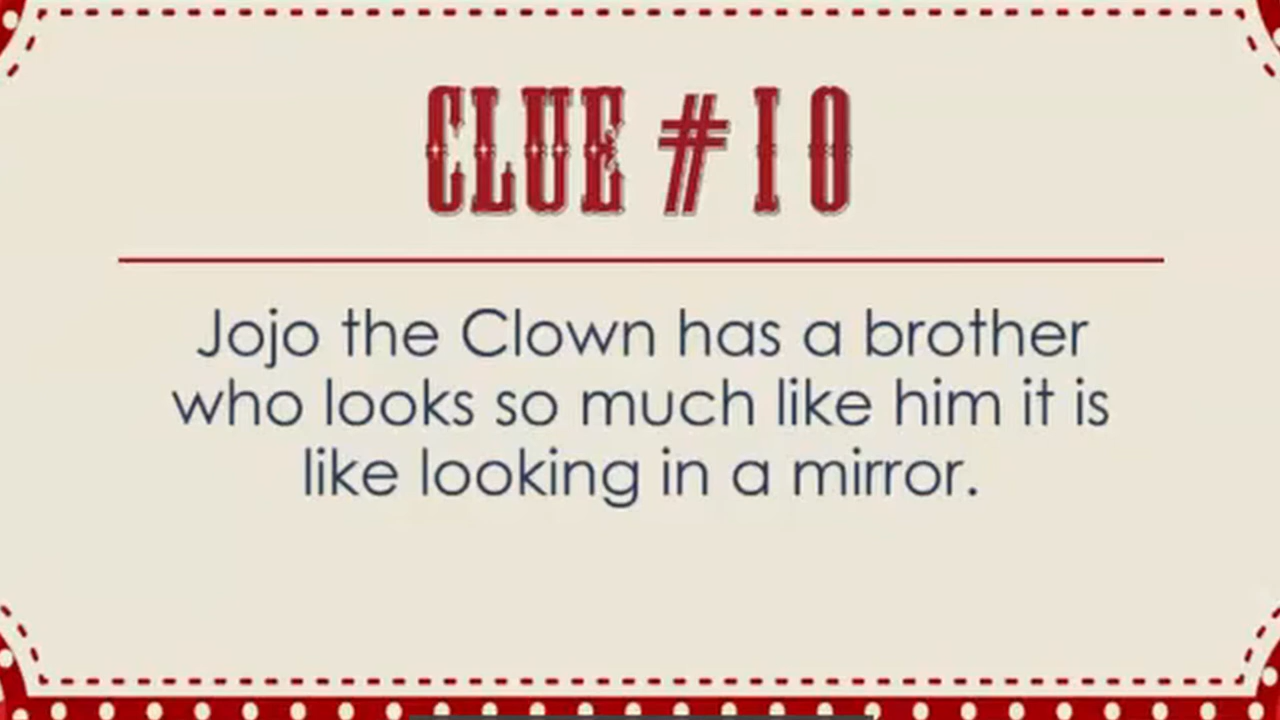 CLUE #10
Jojo the Clown has a brother
who looks so much like him it is
like looking in a mirror.